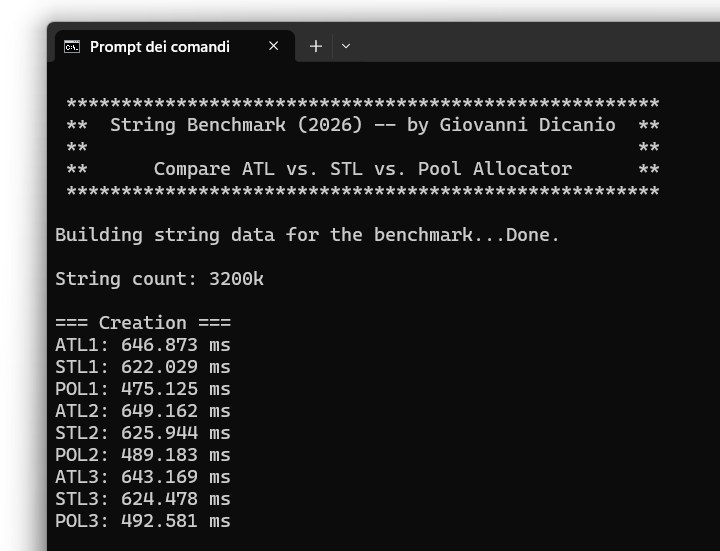 Prompt dei comandi
******************************************************
** String Benchmark (2026) -- by Giovanni Dicanio **
** **
** Compare ATL vs. STL vs. Pool Allocator **
******************************************************
Building string data for the benchmark...Done.
String count: 3200k
=== Creation ===
ATL1: 646.873 ms
STL1: 622.029 ms
POL1: 475.125 ms
ATL2: 649.162 ms
STL2: 625.944 ms
POL2: 489.183 ms
ATL3: 643.169 ms
STL3: 624.478 ms
POL3: 492.581 ms